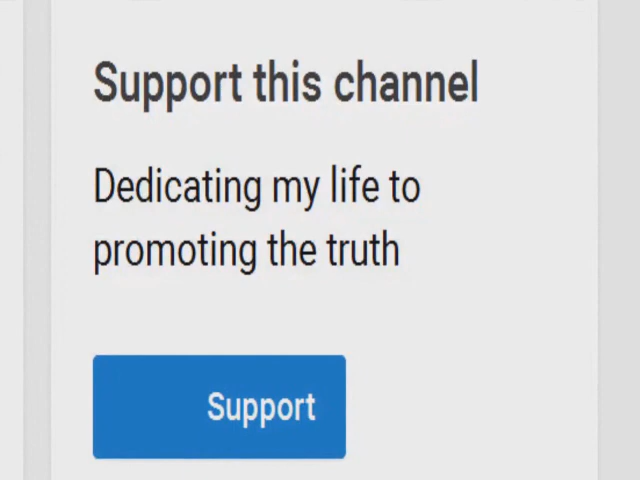 Support this channel
Dedicating my life to
promoting the truth
Support